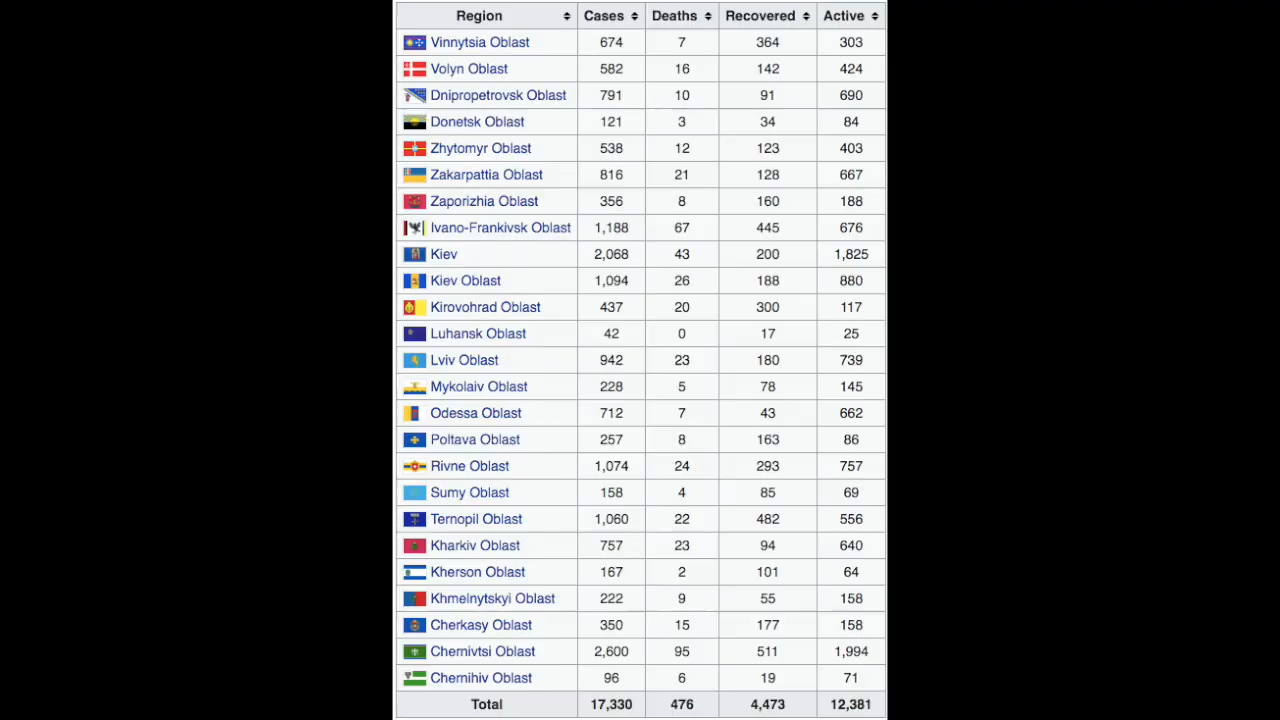 Region Cases Deaths Recovered Active
Vinnytsia Oblast 674 7 364 303
Volyn Oblast 582 16 142 424
Dnipropetrovsk Oblast 791 10 91 690
Donetsk Oblast 121 3 34 84
Zhytomyr Oblast 538 12 123 403
Zakarpattia Oblast 816 21 128 667
Zaporizhia Oblast 356 8 160 188
Ivano-Frankivsk Oblast 1,188 67 445 676
Kiev 2,068 43 200 1,825
Kiev Oblast 1,094 26 188 880
Kirovohrad Oblast 437 20 300 117
Luhansk Oblast 42 0 17 25
Lviv Oblast 942 23 180 739
Mykolaiv Oblast 228 5 78 145
Odessa Oblast 712 7 43 662
Poltava Oblast 257 8 163 86
Rivne Oblast 1,074 24 293 757
Sumy Oblast 158 4 85 69
Ternopil Oblast 1,060 22 482 556
Kharkiv Oblast 757 23 94 640
Kherson Oblast 167 2 101 64
Khmelnytskyi Oblast 222 9 55 158
Cherkasy Oblast 350 15 177 158
Chernivtsi Oblast 2,600 95 511 1,994
Chernihiv Oblast 96 6 19 71
Total 17,330 476 4,473 12,381